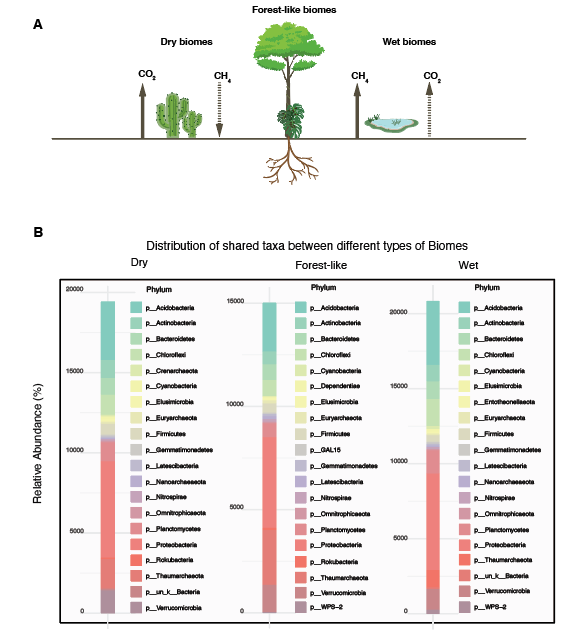 A
Forest-like biomes
Dry biomes
Wet biomes
CO2
CH4
CH4
CO2
B
Distribution of shared taxa between different types of Biomes
Dry
Forest-like
Wet
Relative Abundance (%)
20000
15000
10000
5000
0
Phylum
p__Acidobacteria
p__Actinobacteria
p__Bacteroidetes
p__Chloroflexi
p__Crenarchaeota
p__Cyanobacteria
p__Elusimicrobia
p__Euryarchaeota
p__Firmicutes
p__Gemmatimonadetes
p__Latescibacteria
p__Nanoarchaeaeota
p__Nitrospirae
p__Omnitrophicaeota
p__Planctomycetes
p__Proteobacteria
p__Rokubacteria
p__Thaumarchaeota
p__un_k__Bacteria
p__Verrucomicrobia
15000
10000
5000
0
Phylum
p__Acidobacteria
p__Actinobacteria
p__Bacteroidetes
p__Chloroflexi
p__Cyanobacteria
p__Dependentiae
p__Elusimicrobia
p__Euryarchaeota
p__Firmicutes
p__GAL15
p__Gemmatimonadetes
p__Latescibacteria
p__Nitrospirae
p__Omnitrophicaeota
p__Planctomycetes
p__Proteobacteria
p__Rokubacteria
p__Thaumarchaeota
p__Verrucomicrobia
p__WPS-2
20000
15000
10000
5000
0
Phylum
p__Acidobacteria
p__Actinobacteria
p__Bacteroidetes
p__Chloroflexi
p__Cyanobacteria
p__Elusimicrobia
p__Entotheonellaeota
p__Euryarchaeota
p__Firmicutes
p__Gemmatimonadetes
p__Latescibacteria
p__Nanoarchaeaeota
p__Nitrospirae
p__Omnitrophicaeota
p__Planctomycetes
p__Proteobacteria
p__Thaumarchaeota
p__un_k__Bacteria
p__Verrucomicrobia
p__WPS-2